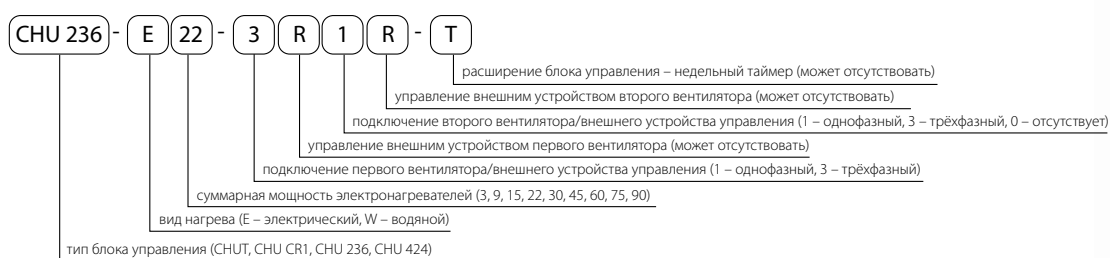 CHU 236 - E 22 - 3 R 1 R - T
расширение блока управления – недельный таймер (может отсутствовать)
управление внешним устройством второго вентилятора (может отсутствовать)
подключение второго вентилятора/внешнего устройства управления (1 – однофазный, 3 – трёхфазный, 0 – отсутствует)
управление внешним устройством первого вентилятора (может отсутствовать)
подключение первого вентилятора/внешнего устройства управления (1 – однофазный, 3 – трёхфазный)
суммарная мощность электронагревателей (3, 9, 15, 22, 30, 45, 60, 75, 90)
вид нагрева (E – электрический, W – водяной)
тип блока управления (CHUT, CHU CR1, CHU 236, CHU 424)